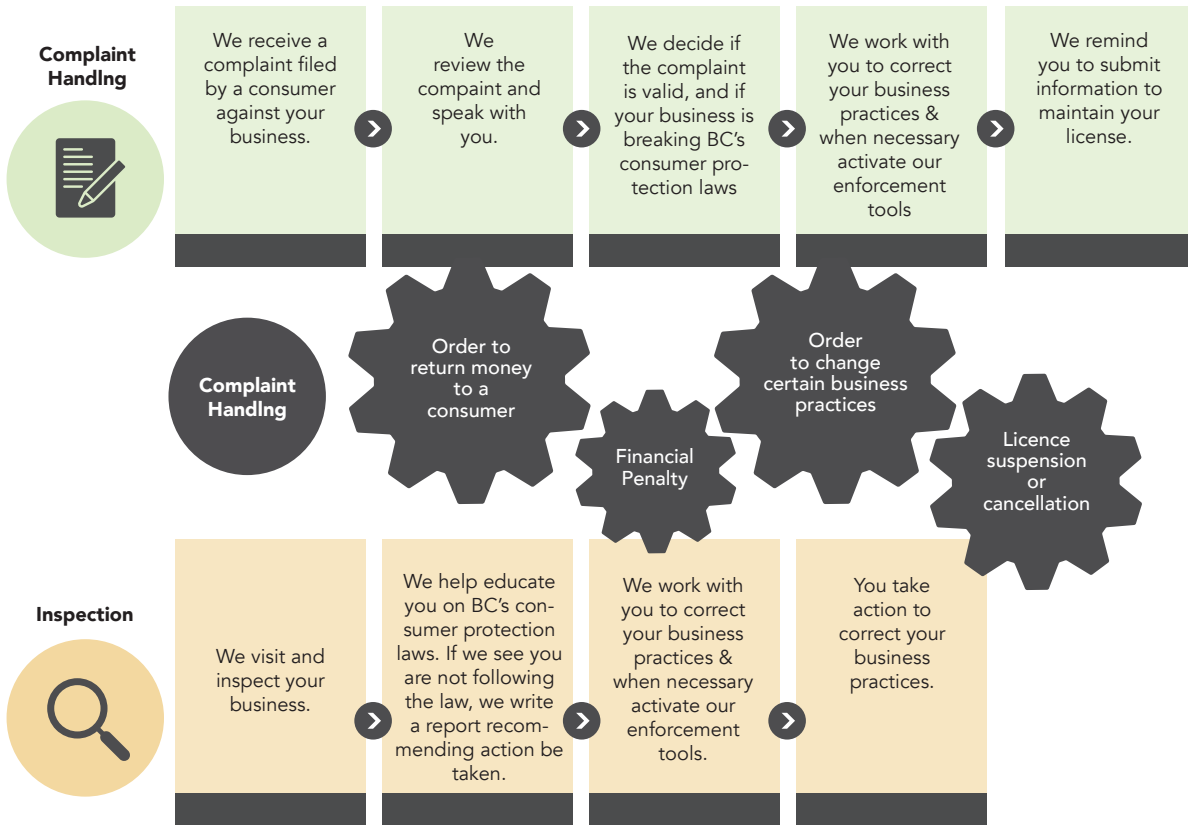 Complaint
Handlng
We receive a
complaint filed
by a consumer
against your
business.
We
review the
compaint and
speak with
you.
We decide if
the complaint
is valid, and if
your business is
breaking BC’s
consumer pro-
tection laws
We work with
you to correct
your business
practices &
when necessary
activate our
enforcement
tools
We remind
you to submit
information to
maintain your
license.
Complaint
Handlng
Order to
return money
to a
consumer
Financial
Penalty
Order
to change
certain business
practices
Licence
suspension
or
cancellation
Inspection
We visit and
inspect your
business.
We help educate
you on BC’s con-
sumer protection
laws. If we see you
are not following
the law, we write
a report recom-
mending action be
taken.
We work with
you to correct
your business
practices &
when necessary
activate our
enforcement
tools.
You take
action to
correct your
business
practices.